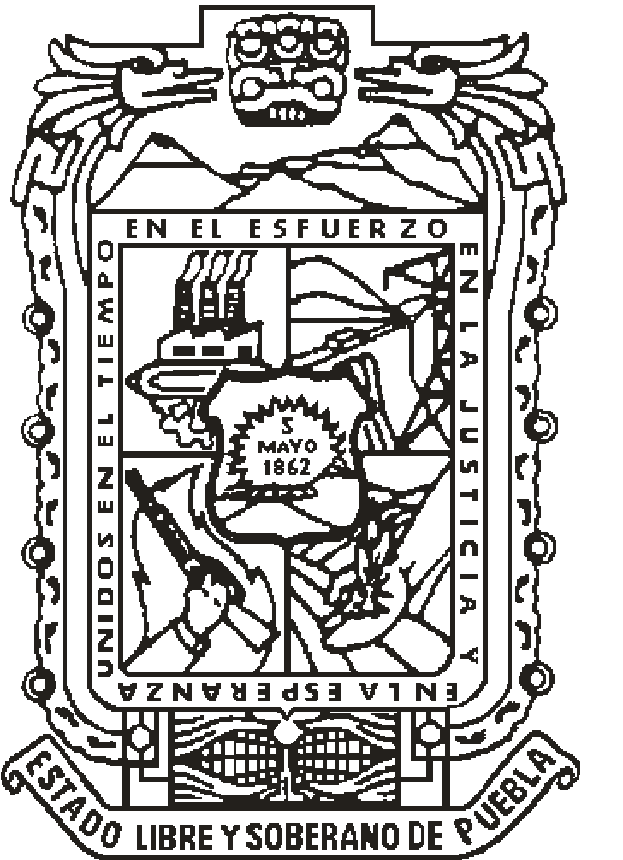 UNIDOS EN EL TIEMPO
EN EL ESFUERZO
EN LA JUSTICIA Y
EN LA ESPERANZA
5
MAYO
1862
ESTADO LIBRE Y SOBERANO DE PUEBLA